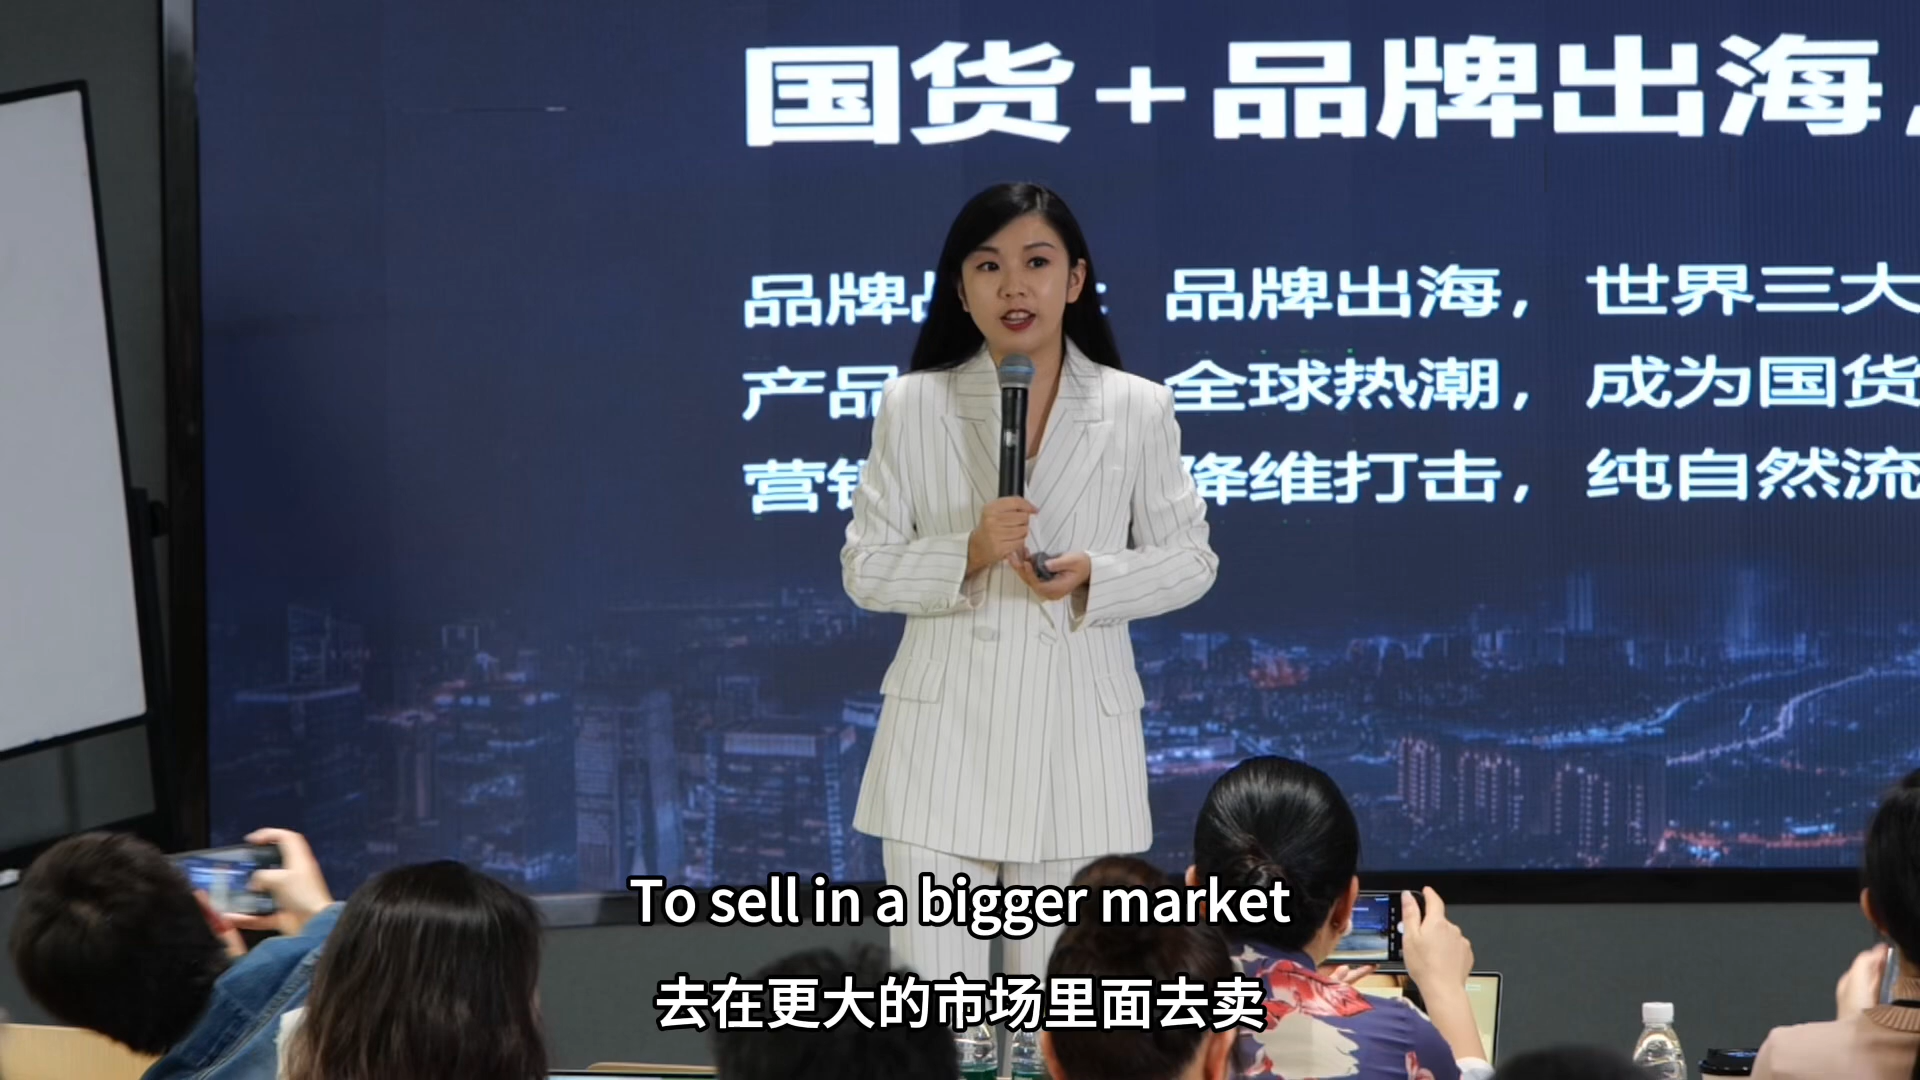 国货+品牌出海，
品牌 品牌出海，世界三大
产品 全球热潮，成为国货
营销 降维打击，纯自然流
To sell in a bigger market
去在更大的市场里面去卖